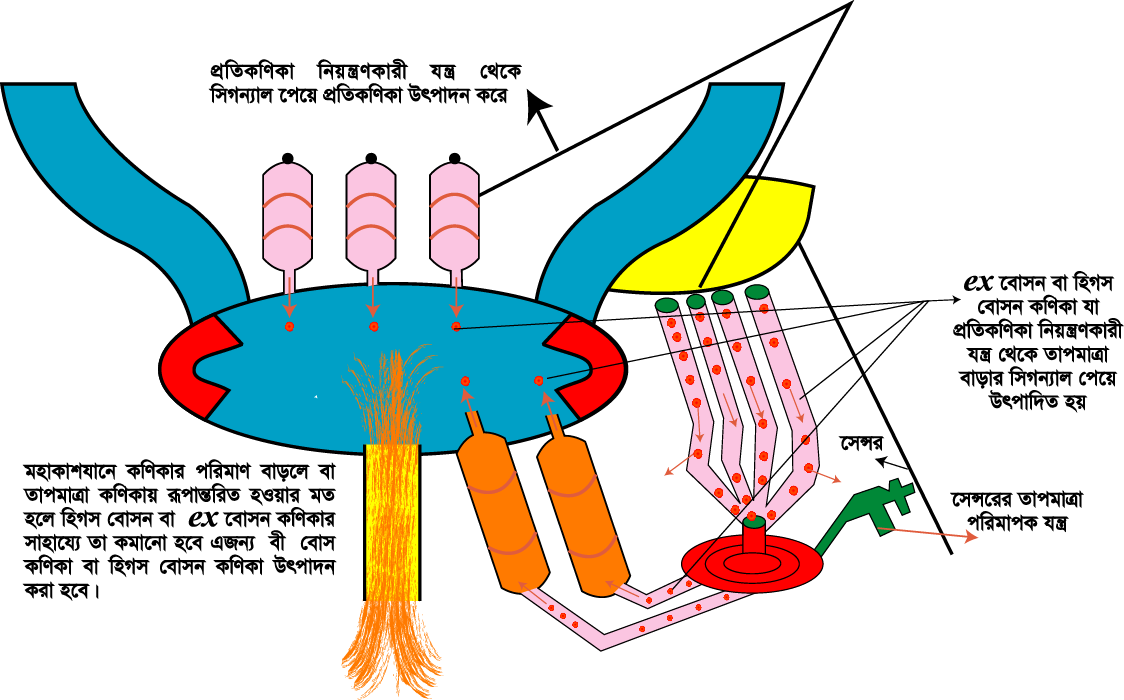 প্রতিকণিকা নিয়ন্ত্রণকারী যন্ত্র থেকে
সিগন্যাল পেয়ে প্রতিকণিকা উৎপাদন করে
ex বোসন বা হিগস
বোসন কণিকা যা
প্রতিকণিকা নিয়ন্ত্রণকারী
যন্ত্র থেকে তাপমাত্রা
বাড়ার সিগন্যাল পেয়ে
উৎপাদিত হয়
সেন্সর
সেন্সরের তাপমাত্রা
পরিমাপক যন্ত্র
মহাকাশযানে কণিকার পরিমাণ বাড়লে বা
তাপমাত্রা কণিকায় রূপান্তরিত হওয়ার মত
হলে হিগস বোসন বা ex বোসন কণিকার
সাহায্যে তা কমানো হবে এজন্য বী বোস
কণিকা বা হিগস বোসন কণিকা উৎপাদন
করা হবে।